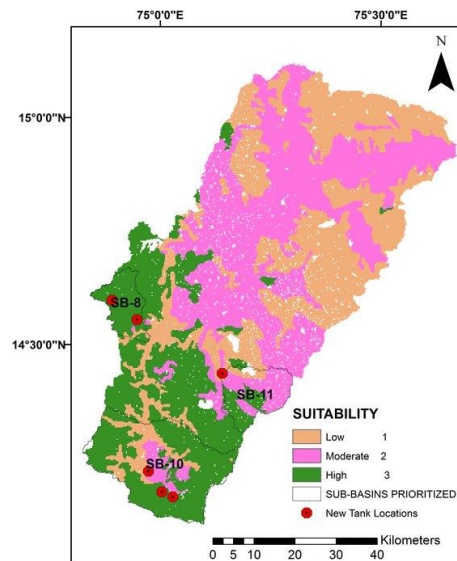 75°0'0"E 75°30'0"E
N
15°0'0"N
SB-8
14°30'0"N
SB-11
SUITABILITY
Low 1
Moderate 2
High 3
SUB-BASINS PRIORITIZED
New Tank Locations
SB-10
Kilometers
0 5 10 20 30 40